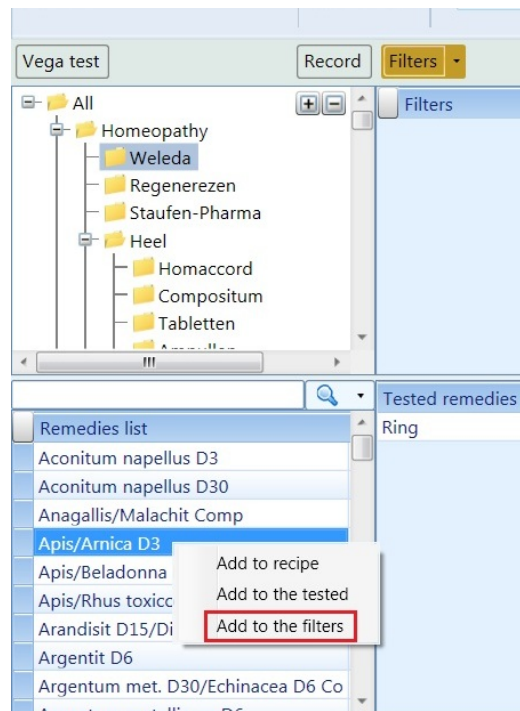 Vega test
Record
Filters
All
Homeopathy
Weleda
Regenerezen
Staufen-Pharma
Heel
Homaccord
Compositum
Tabletten
Filters
Remedies list
Aconitum napellus D3
Aconitum napellus D30
Anagallis/Malachit Comp
Apis/Arnica D3
Apis/Beladonna
Apis/Rhus toxicc
Arandisit D15/Di
Argentit D6
Argentum met. D30/Echinacea D6 Co
Add to recipe
Add to the tested
Add to the filters
Tested remedies
Ring